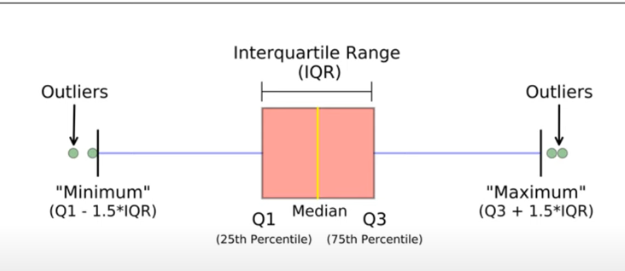 Interquartile Range
(IQR)
Outliers
Outliers
"Minimum"
(Q1 - 1.5*IQR)
"Maximum"
(Q3 + 1.5*IQR)
Q1
Median
Q3
(25th Percentile)
(75th Percentile)